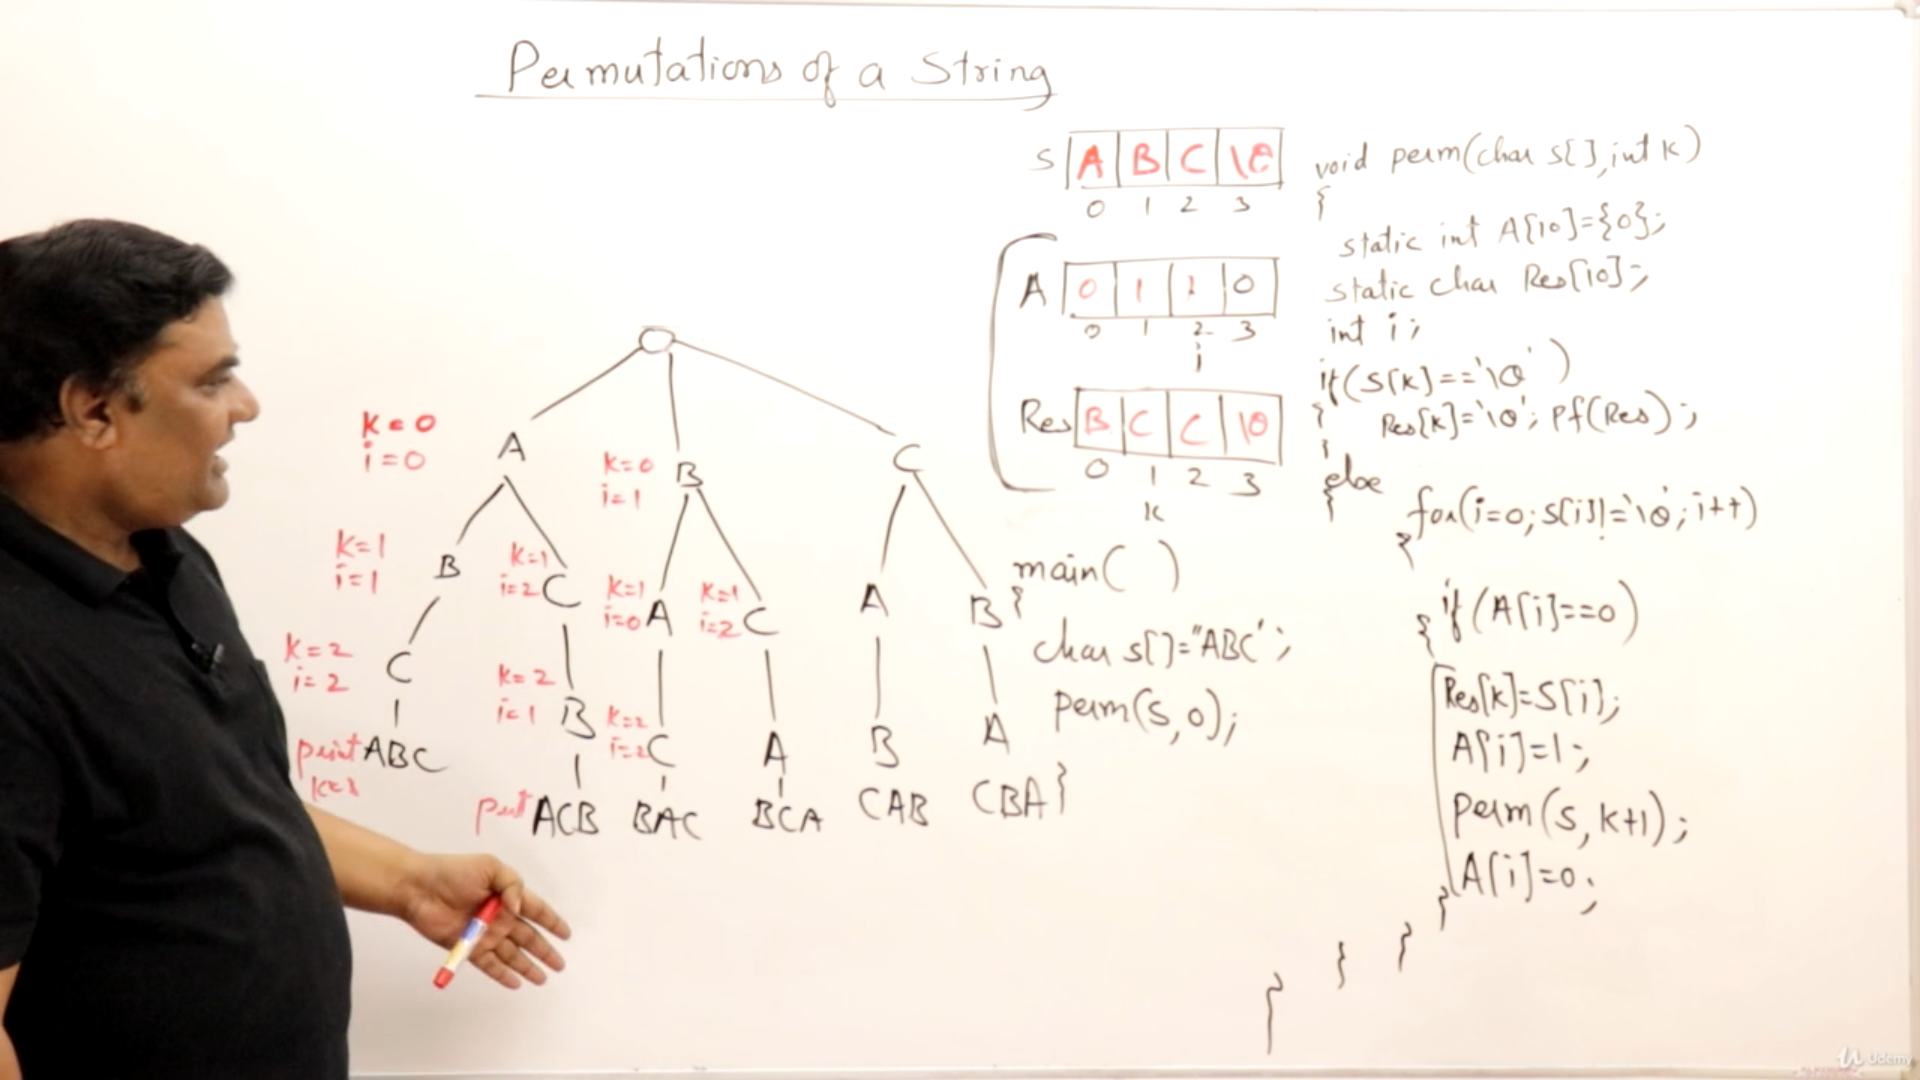 Permutations of a String
S A B C \0
0 1 2 3
A 0 1 1 0
0 1 2 3
i
Res B C C \0
0 1 2 3
k
void perm(char s[], int k)
{
static int A[10]={0};
static char Res[10];
int i;
if(S[k]=='\0')
{ Res[k]='\0'; pf(Res);
}
else
{ for(i=0; S[i]!='\0'; i++)
{
{ if(A[i]==0)
Res[k]=S[i];
A[i]=1;
perm(s, k+1);
A[i]=0;
}
}
}
}
main( )
{
char s[]="ABC";
perm(s,0);
}
k=0
i=0 A
k=0
i=1 B
C
k=1
i=1 B
k=1
i=2 C
k=1
i=0 A
k=1
i=2 C
A
B
k=2
i=2 C
k=2
i=1 B
k=2
i=2 C
A
B
A
print ABC
ACB BAC BCA CAB CBA
Udemy